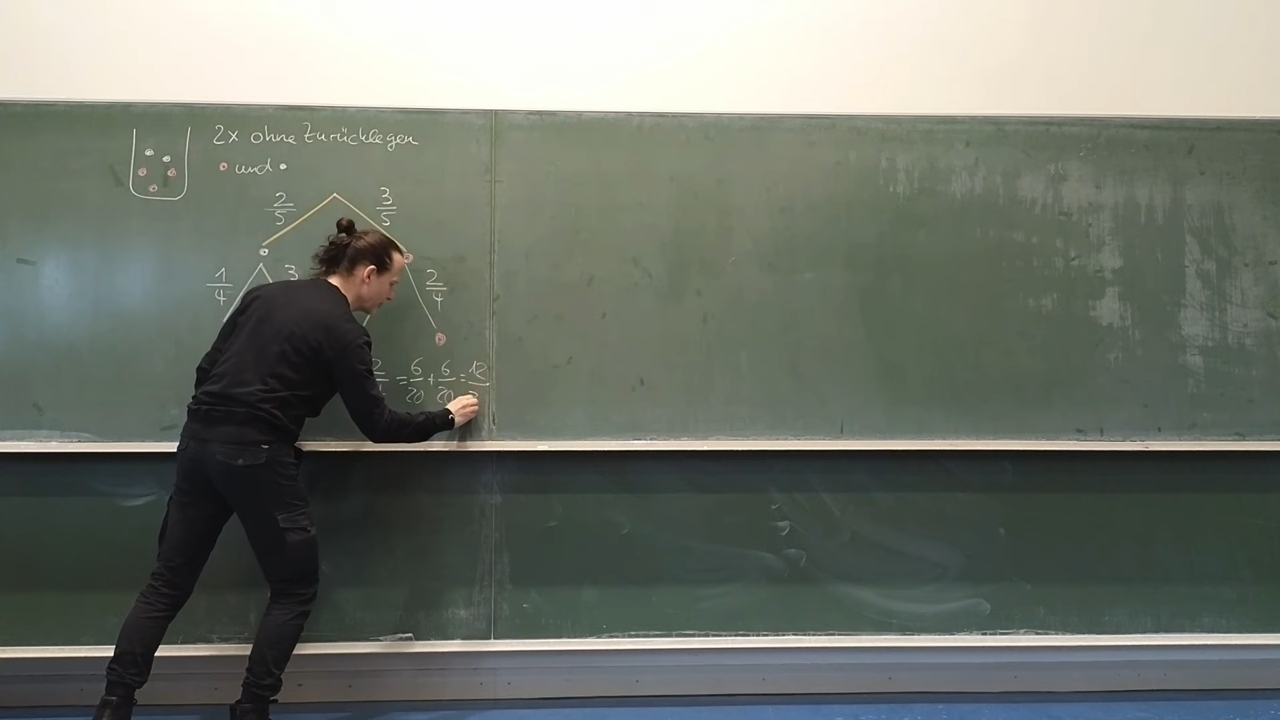 2x ohne Zurücklegen
und
2/5 3/5
1/4 3 2/4
2 = 6/20 + 6/20 = 12